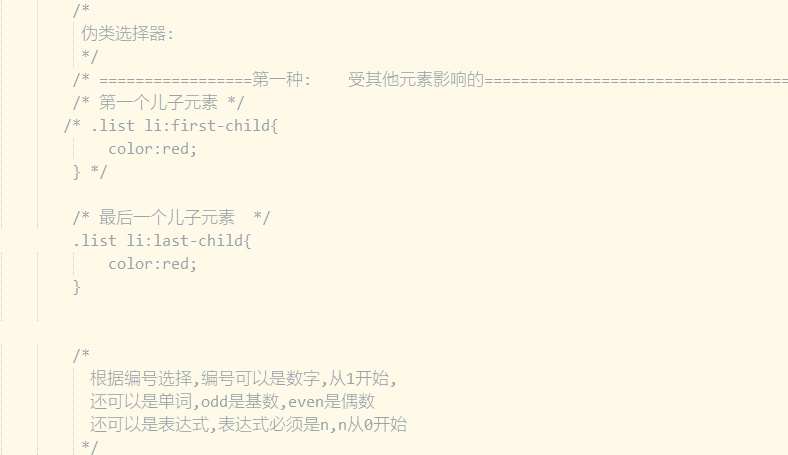 /*
伪类选择器:
*/
/* =================第一种:    受其他元素影响的==================================
/* 第一个儿子元素 */
/* .list li:first-child{
color:red;
} */
/* 最后一个儿子元素  */
.list li:last-child{
color:red;
}
/*
根据编号选择,编号可以是数字,从1开始,
还可以是单词,odd是基数,even是偶数
还可以是表达式,表达式必须是n,n从0开始
*/